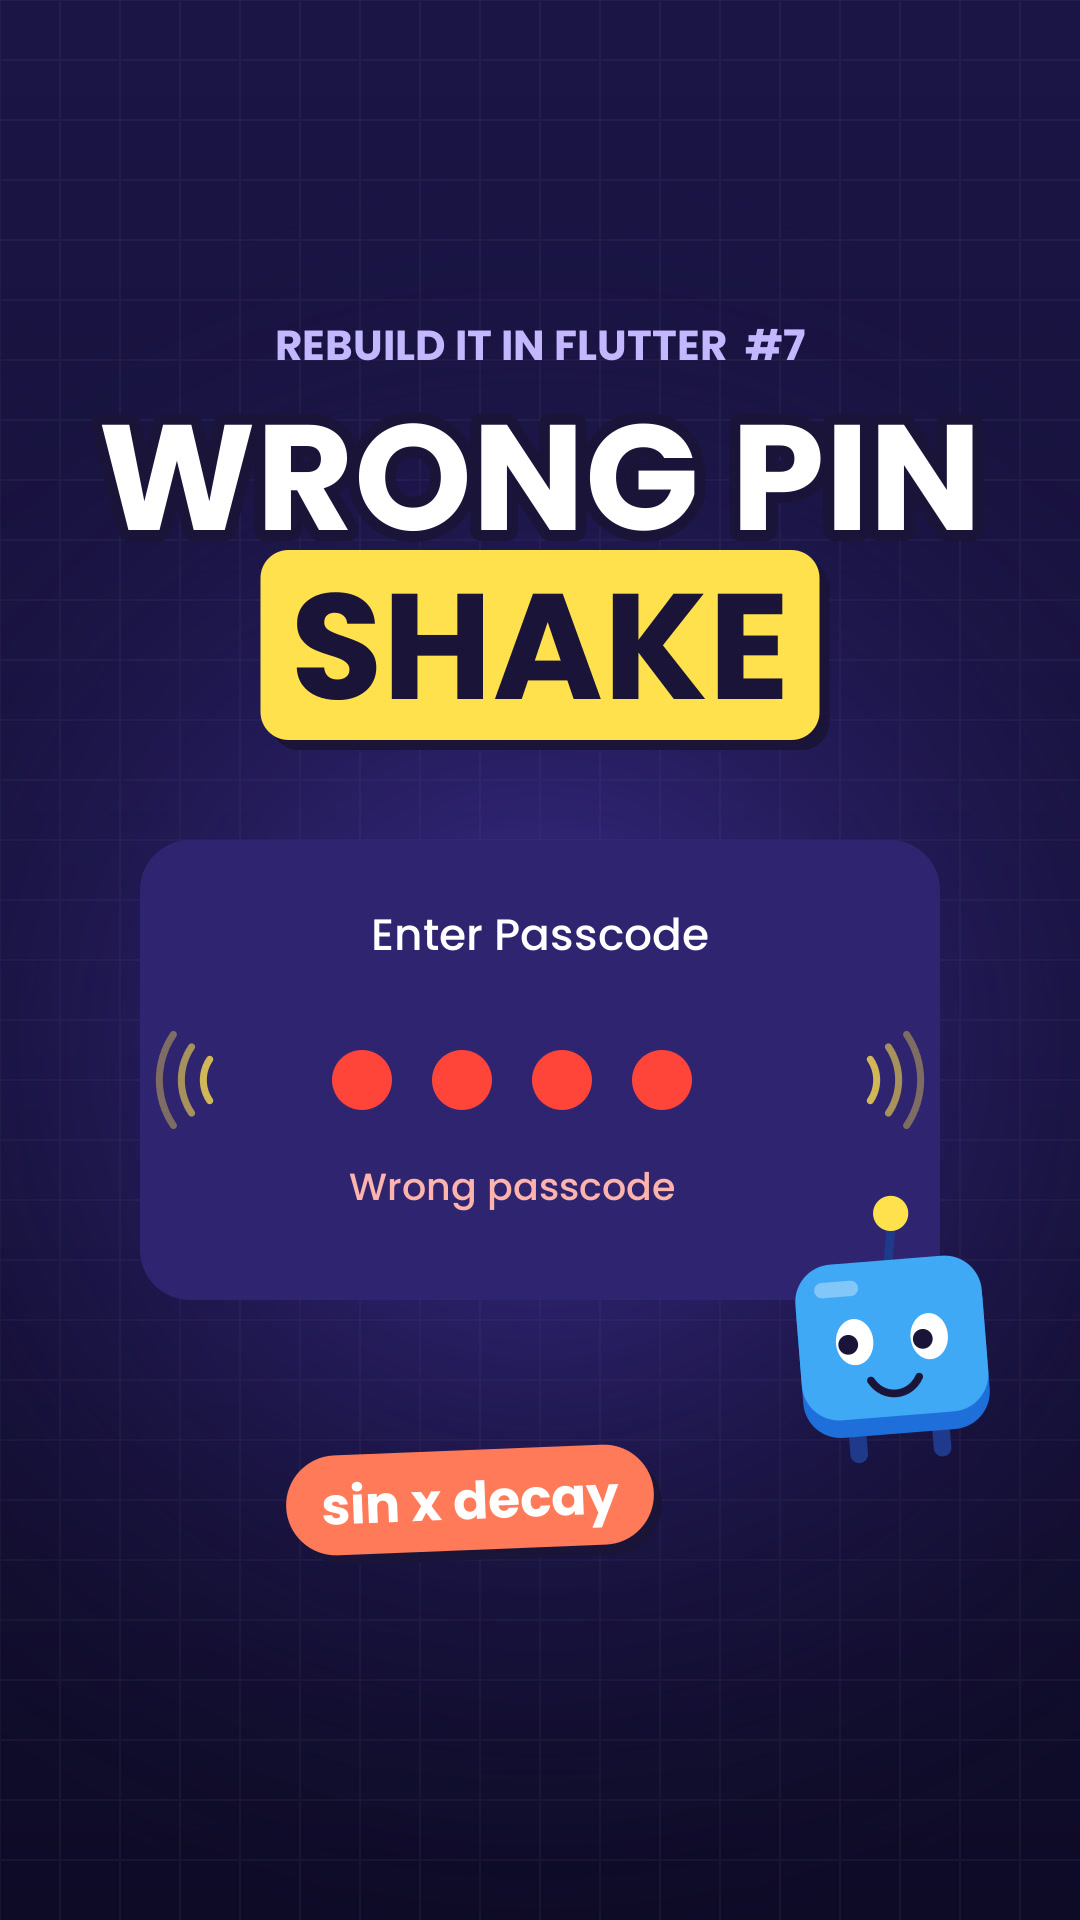 REBUILD IT IN FLUTTER #7
WRONG PIN
SHAKE
Enter Passcode
Wrong passcode
sin x decay